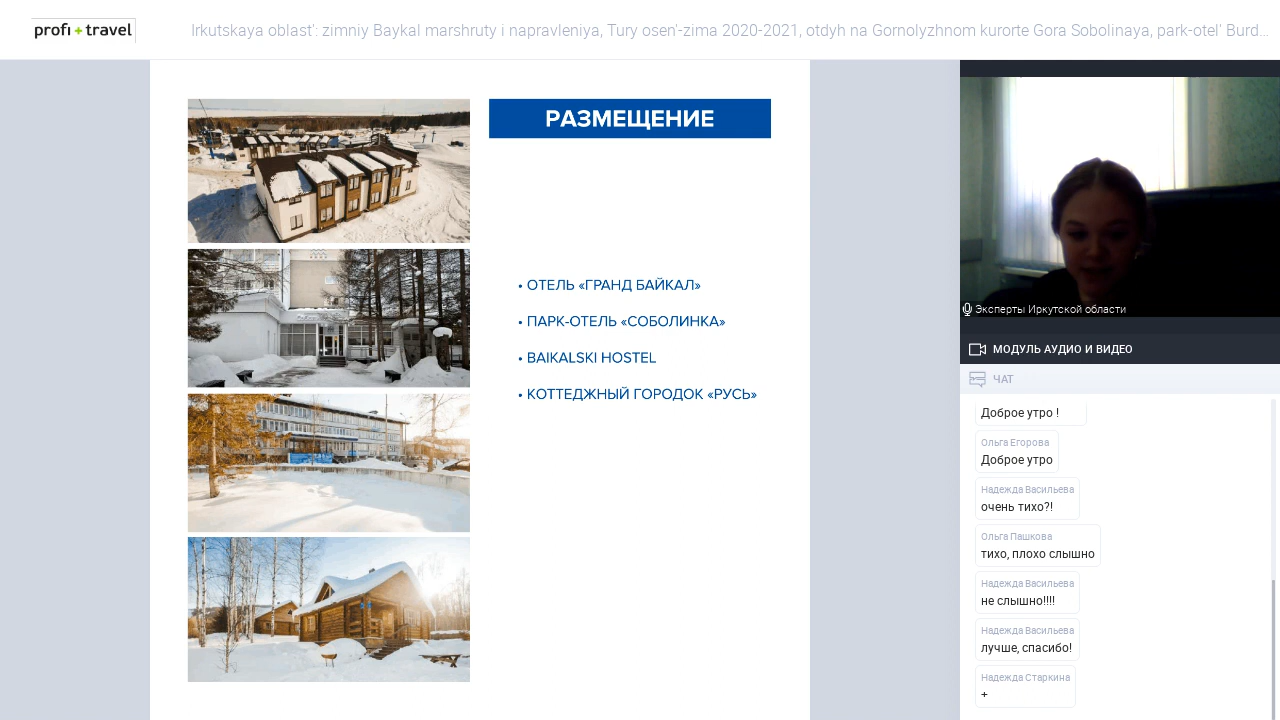 profi + travel
Irkutskaya oblast': zimniy Baykal marshruty i napravleniya, Tury osen'-zima 2020-2021, otdyh na Gornolyzhnom kurorte Gora Sobolinaya, park-otel' Burd...
РАЗМЕЩЕНИЕ
• ОТЕЛЬ «ГРАНД БАЙКАЛ»
• ПАРК-ОТЕЛЬ «СОБОЛИНКА»
• BAIKALSKI HOSTEL
• КОТТЕДЖНЫЙ ГОРОДОК «РУСЬ»
Эксперты Иркутской области
МОДУЛЬ АУДИО И ВИДЕО
ЧАТ
Доброе утро !
Ольга Егорова
Доброе утро
Надежда Васильева
очень тихо?!
Ольга Пашкова
тихо, плохо слышно
Надежда Васильева
не слышно!!!!
Надежда Васильева
лучше, спасибо!
Надежда Старкина
+